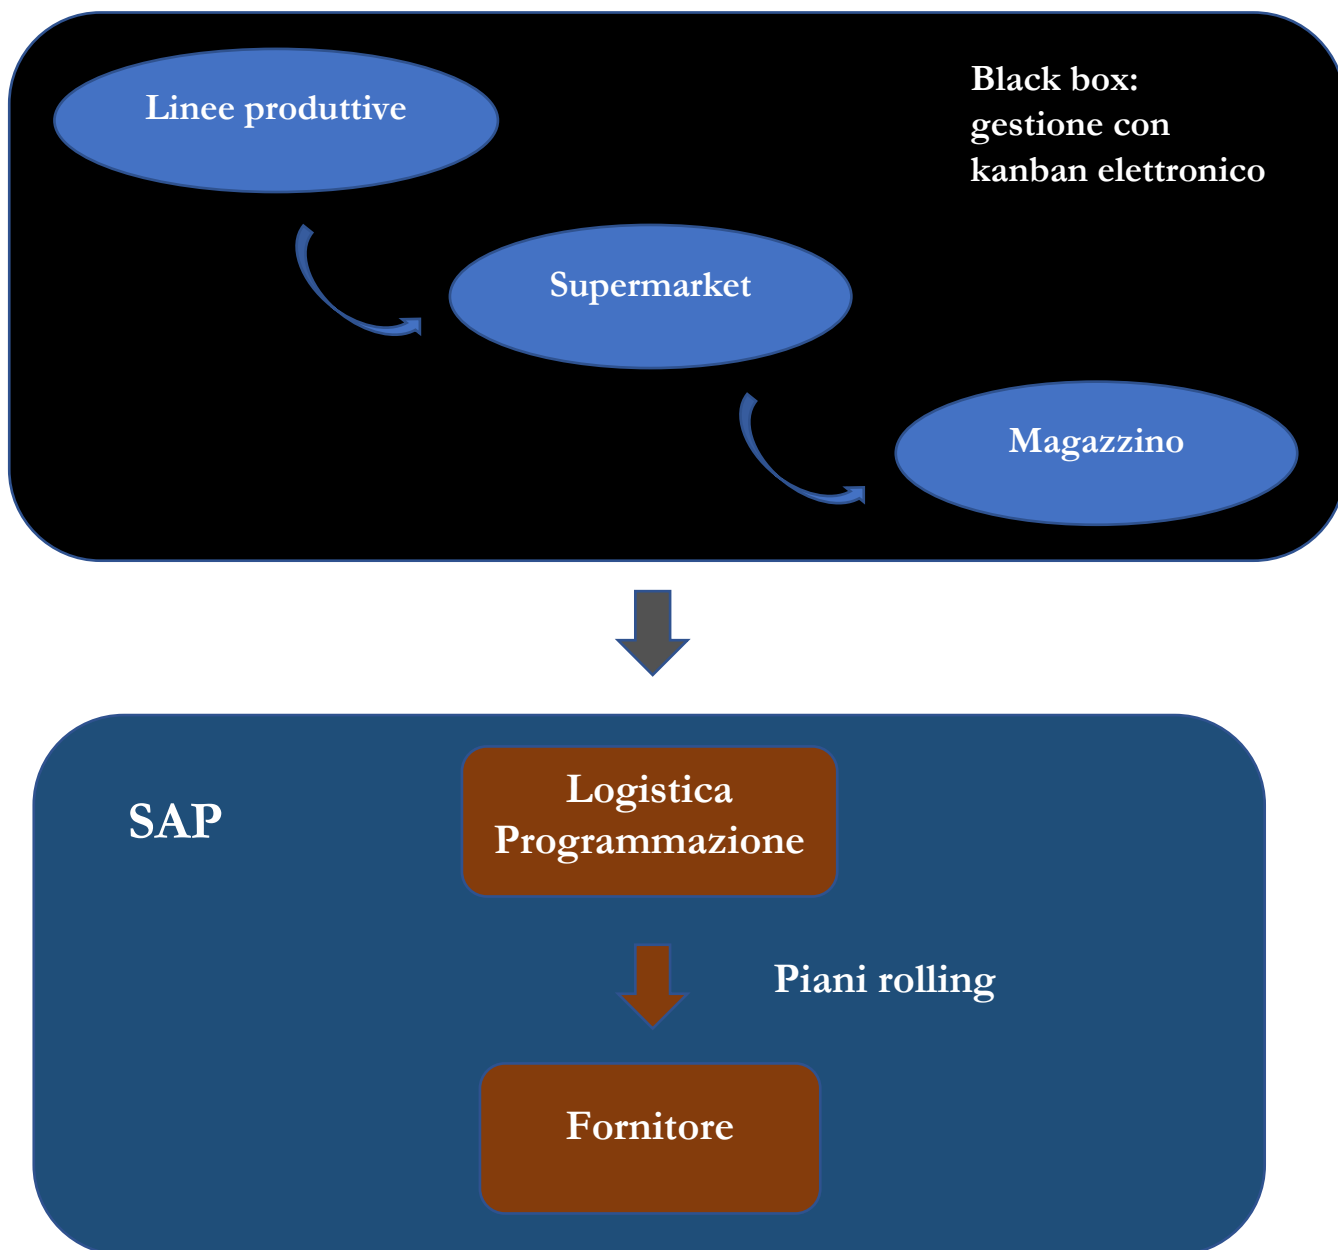 Linee produttive
Black box:
gestione con
kanban elettronico
Supermarket
Magazzino
SAP
Logistica
Programmazione
Piani rolling
Fornitore